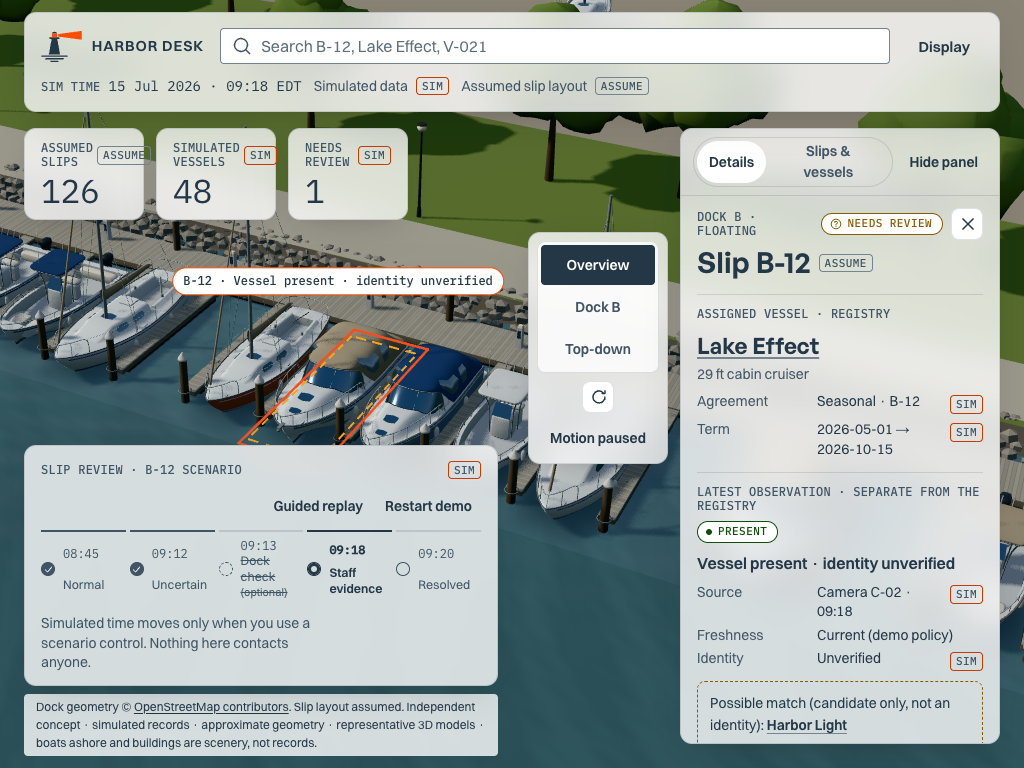 HARBOR DESK
Search B-12, Lake Effect, V-021
Display
SIM TIME 15 Jul 2026 · 09:18 EDT Simulated data SIM Assumed slip layout ASSUME
ASSUMED SLIPS ASSUME
126
SIMULATED VESSELS SIM
48
NEEDS REVIEW SIM
1
B-12 · Vessel present · identity unverified
Overview
Dock B
Top-down
Motion paused
Details
Slips & vessels
Hide panel
DOCK B · FLOATING
NEEDS REVIEW
Slip B-12 ASSUME
ASSIGNED VESSEL · REGISTRY
Lake Effect
29 ft cabin cruiser
Agreement Seasonal · B-12 SIM
Term 2026-05-01 → SIM
2026-10-15
LATEST OBSERVATION · SEPARATE FROM THE
REGISTRY
PRESENT
Vessel present · identity unverified
Source Camera C-02 · SIM
09:18
Freshness Current (demo policy)
Identity Unverified SIM
Possible match (candidate only, not an
identity): Harbor Light
SLIP REVIEW · B-12 SCENARIO SIM
Guided replay Restart demo
08:45
Normal
09:12
Uncertain
09:13
Dock
check
(optional)
09:18
Staff
evidence
09:20
Resolved
Simulated time moves only when you use a
scenario control. Nothing here contacts
anyone.
Dock geometry © OpenStreetMap contributors. Slip layout assumed. Independent
concept · simulated records · approximate geometry · representative 3D models ·
boats ashore and buildings are scenery, not records.